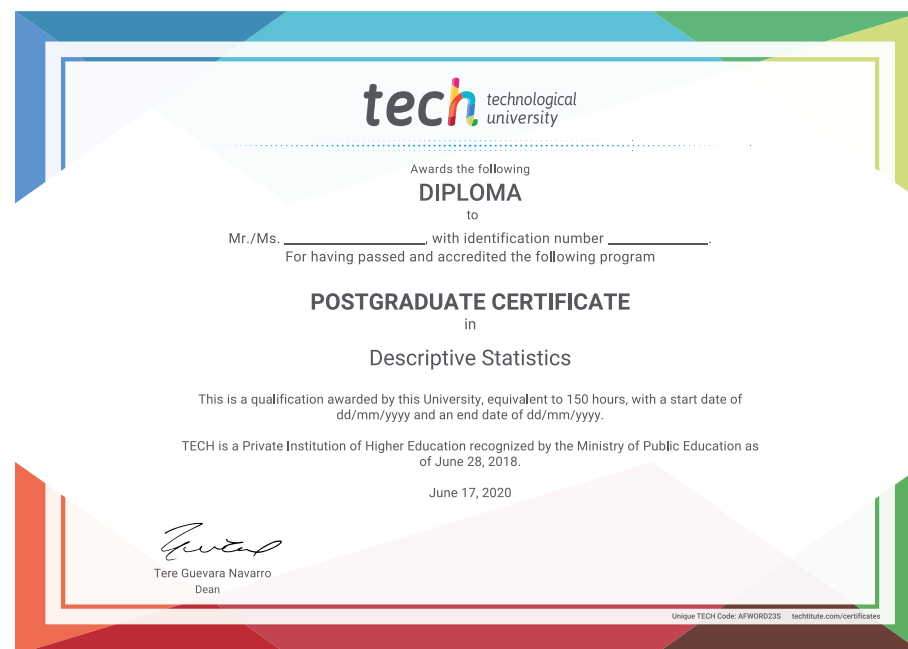 tech technological
university
Awards the following
DIPLOMA
to
Mr./Ms. ____________________, with identification number ______________.
For having passed and accredited the following program
POSTGRADUATE CERTIFICATE
in
Descriptive Statistics
This is a qualification awarded by this University, equivalent to 150 hours, with a start date of
dd/mm/yyyy and an end date of dd/mm/yyyy.
TECH is a Private Institution of Higher Education recognized by the Ministry of Public Education as
of June 28, 2018.
June 17, 2020
Tere Guevara Navarro
Dean
Unique TECH Code: AFWORD23S techtitute.com/certificates